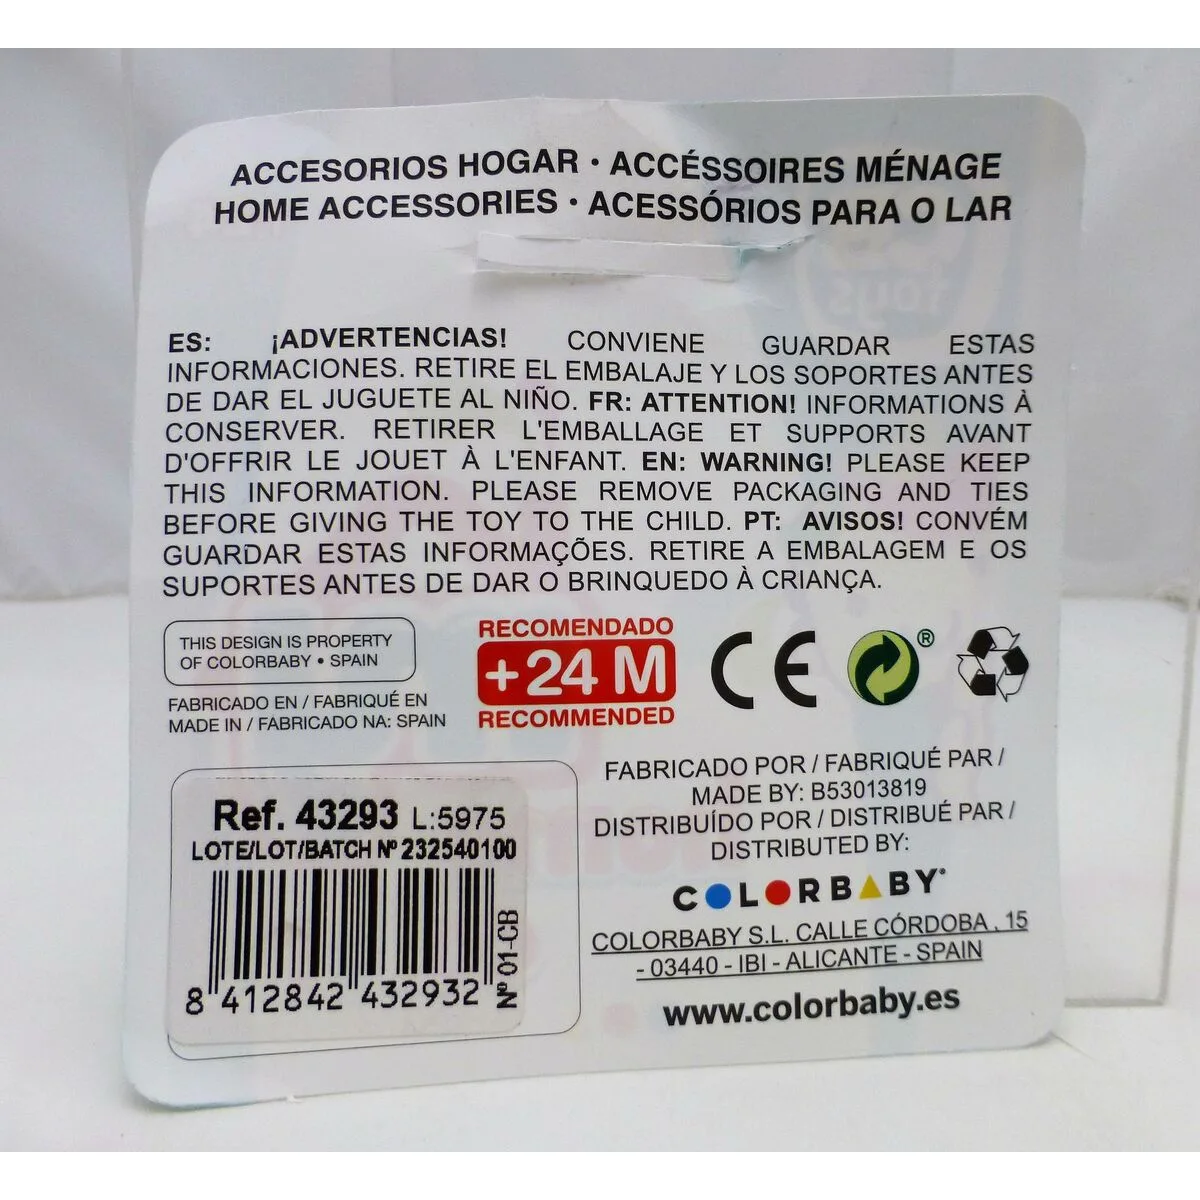 ACCESORIOS HOGAR • ACCÉSSOIRES MÉNAGE
HOME ACCESSORIES • ACESSÓRIOS PARA O LAR
toys
ES: ¡ADVERTENCIAS! CONVIENE GUARDAR ESTAS
INFORMACIONES. RETIRE EL EMBALAJE Y LOS SOPORTES ANTES
DE DAR EL JUGUETE AL NIÑO. FR: ATTENTION! INFORMATIONS À
CONSERVER. RETIRER L'EMBALLAGE ET SUPPORTS AVANT
D'OFFRIR LE JOUET À L'ENFANT. EN: WARNING! PLEASE KEEP
THIS INFORMATION. PLEASE REMOVE PACKAGING AND TIES
BEFORE GIVING THE TOY TO THE CHILD. PT: AVISOS! CONVÉM
GUARDAR ESTAS INFORMAÇÕES. RETIRE A EMBALAGEM E OS
SUPORTES ANTES DE DAR O BRINQUEDO À CRIANÇA.
THIS DESIGN IS PROPERTY
OF COLORBABY • SPAIN
FABRICADO EN / FABRIQUÉ EN
MADE IN / FABRICADO NA: SPAIN
RECOMENDADO
+24 M
RECOMMENDED
CE
®
Ref. 43293 L:5975
LOTE/LOT/BATCH Nº 232540100
8 412842 432932
Nº 01-CB
FABRICADO POR / FABRIQUÉ PAR /
MADE BY: B53013819
DISTRIBUÍDO POR / DISTRIBUÉ PAR /
DISTRIBUTED BY:
COLORBABY
COLORBABY S.L. CALLE CÓRDOBA , 15
- 03440 - IBI - ALICANTE - SPAIN
www.colorbaby.es